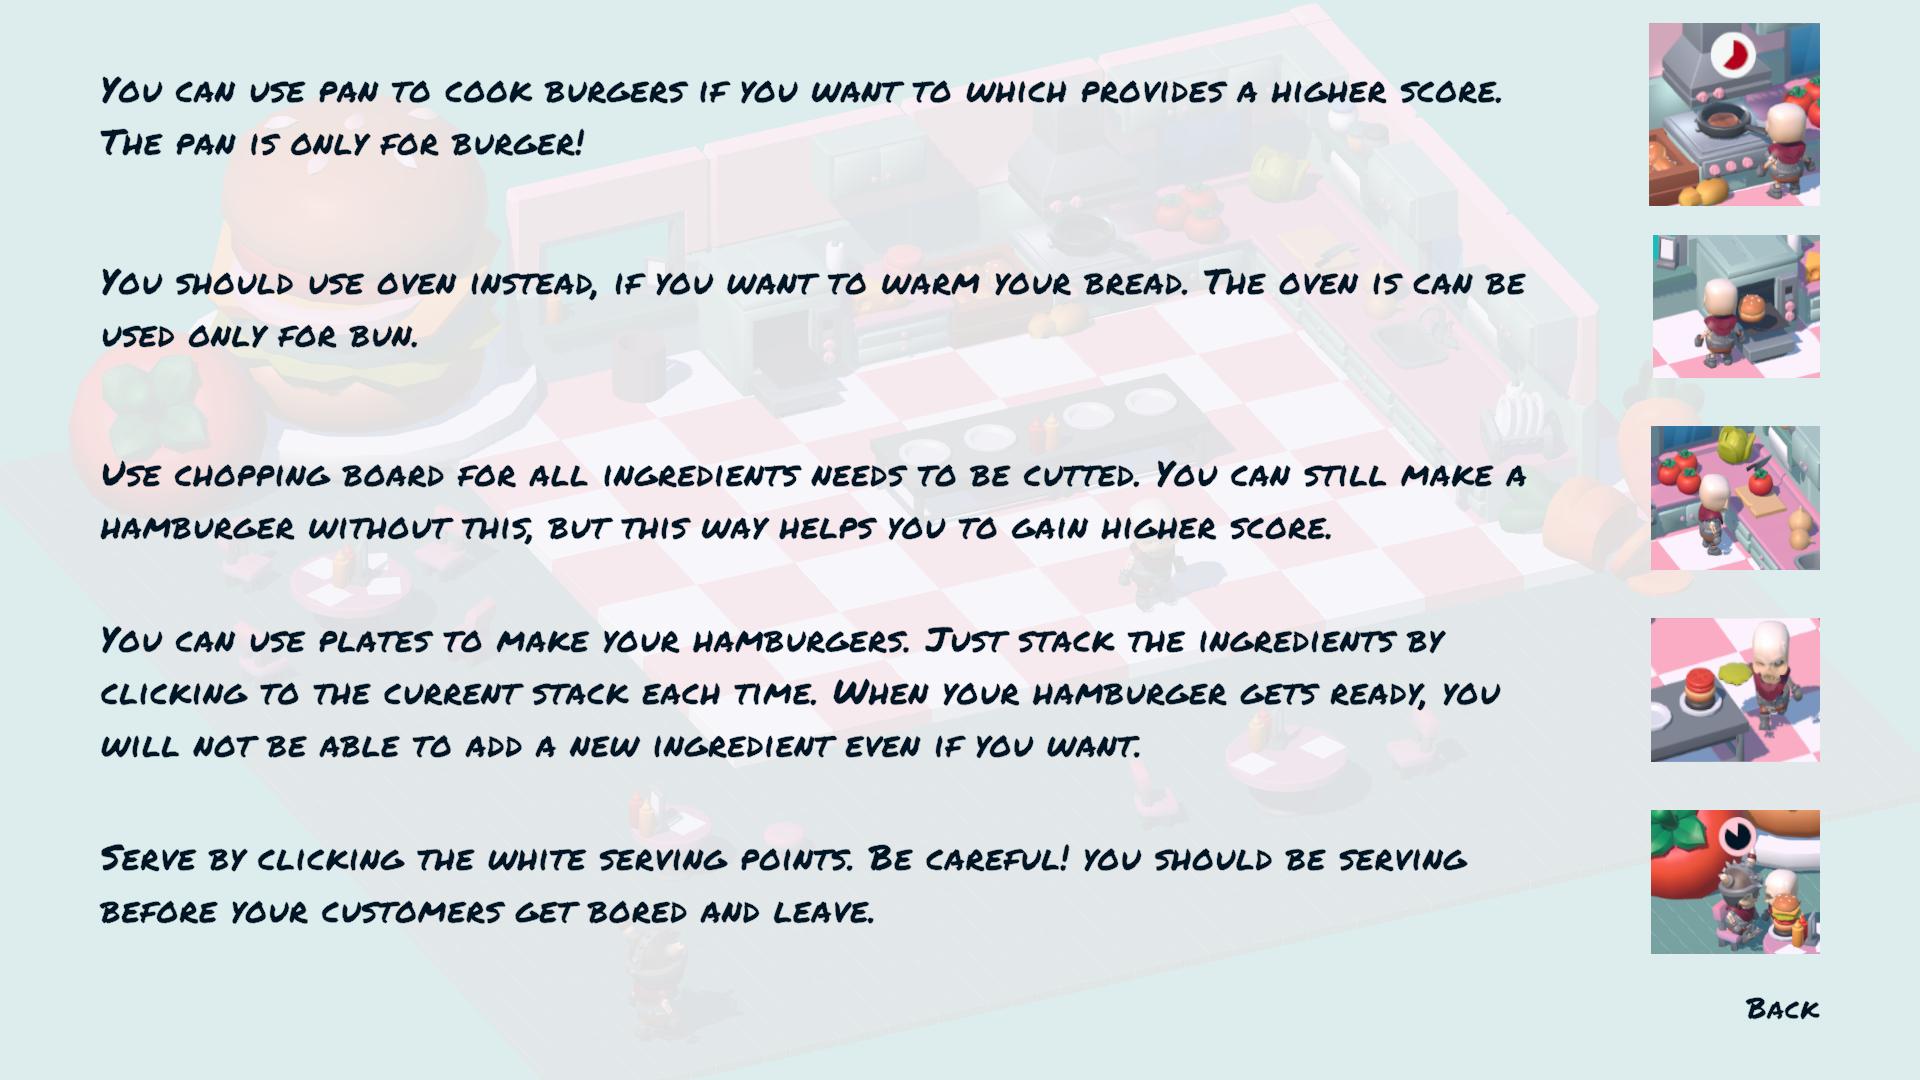 You can use pan to cook burgers if you want to which provides a higher score.
The pan is only for burger!
You should use oven instead, if you want to warm your bread. The oven is can be
used only for bun.
Use chopping board for all ingredients needs to be cutted. You can still make a
hamburger without this, but this way helps you to gain higher score.
You can use plates to make your hamburgers. Just stack the ingredients by
clicking to the current stack each time. When your hamburger gets ready, you
will not be able to add a new ingredient even if you want.
Serve by clicking the white serving points. Be careful! you should be serving
before your customers get bored and leave.
Back